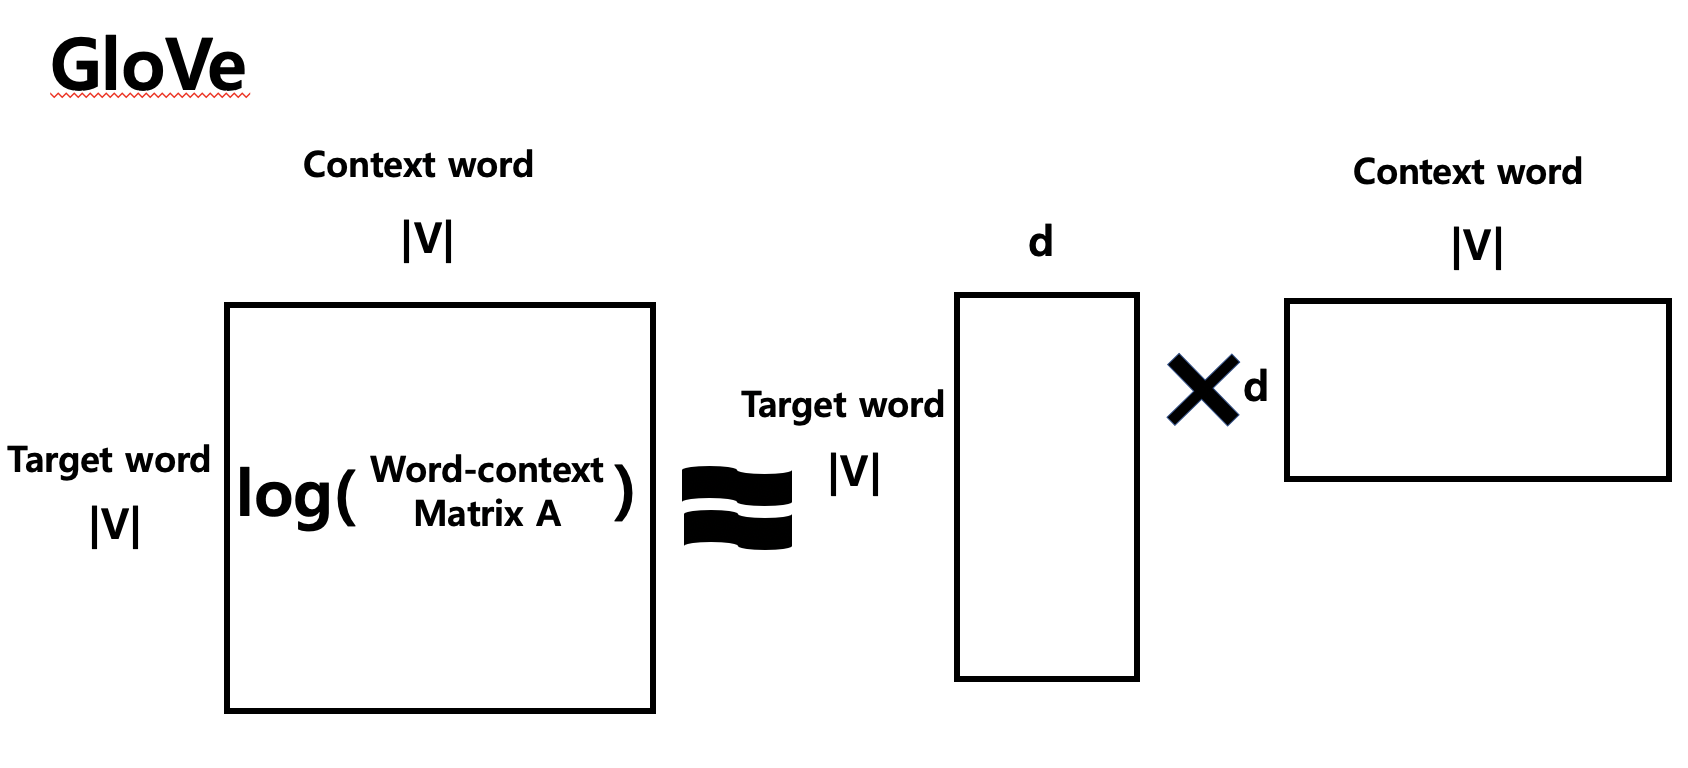 GloVe
Context word
|V|
Target word
|V|
log( Word-context
Matrix A )
Target word
|V|
d
d
Context word
|V|